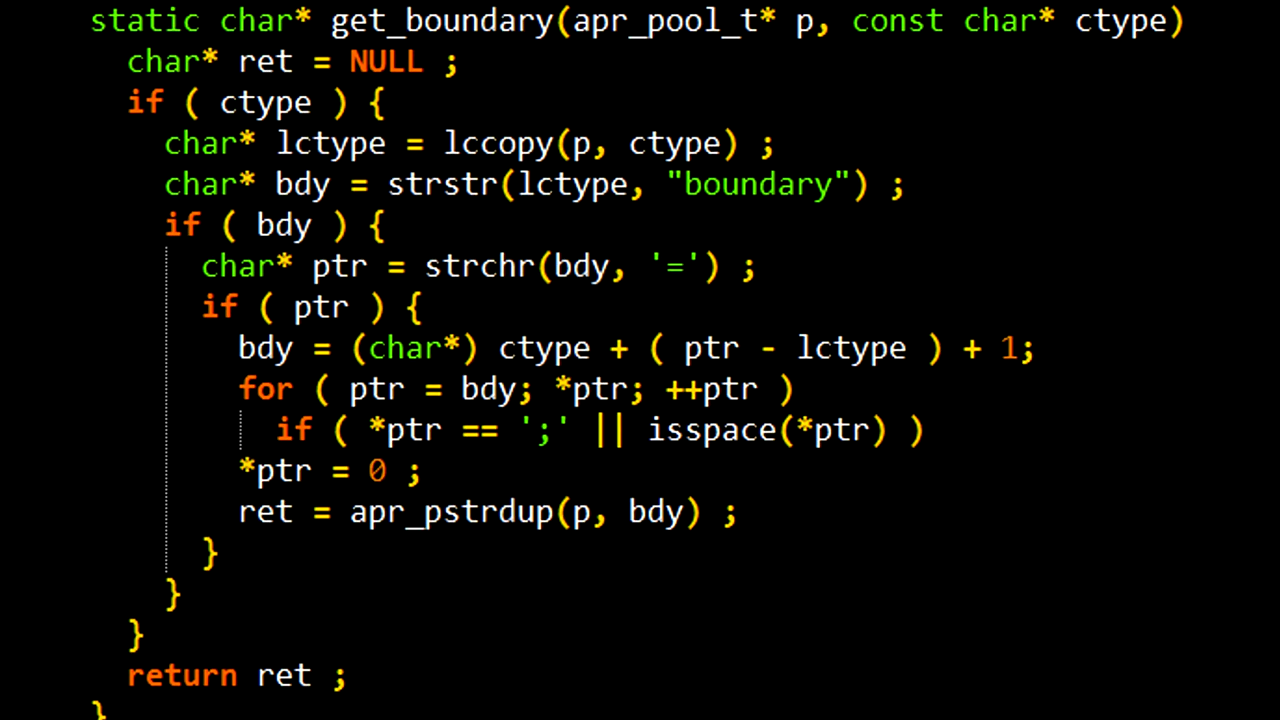 static char* get_boundary(apr_pool_t* p, const char* ctype)
char* ret = NULL ;
if ( ctype ) {
char* lctype = lccopy(p, ctype) ;
char* bdy = strstr(lctype, "boundary") ;
if ( bdy ) {
char* ptr = strchr(bdy, '=') ;
if ( ptr ) {
bdy = (char*) ctype + ( ptr - lctype ) + 1;
for ( ptr = bdy; *ptr; ++ptr )
if ( *ptr == ';' || isspace(*ptr) )
*ptr = 0 ;
ret = apr_pstrdup(p, bdy) ;
}
}
}
return ret ;
}